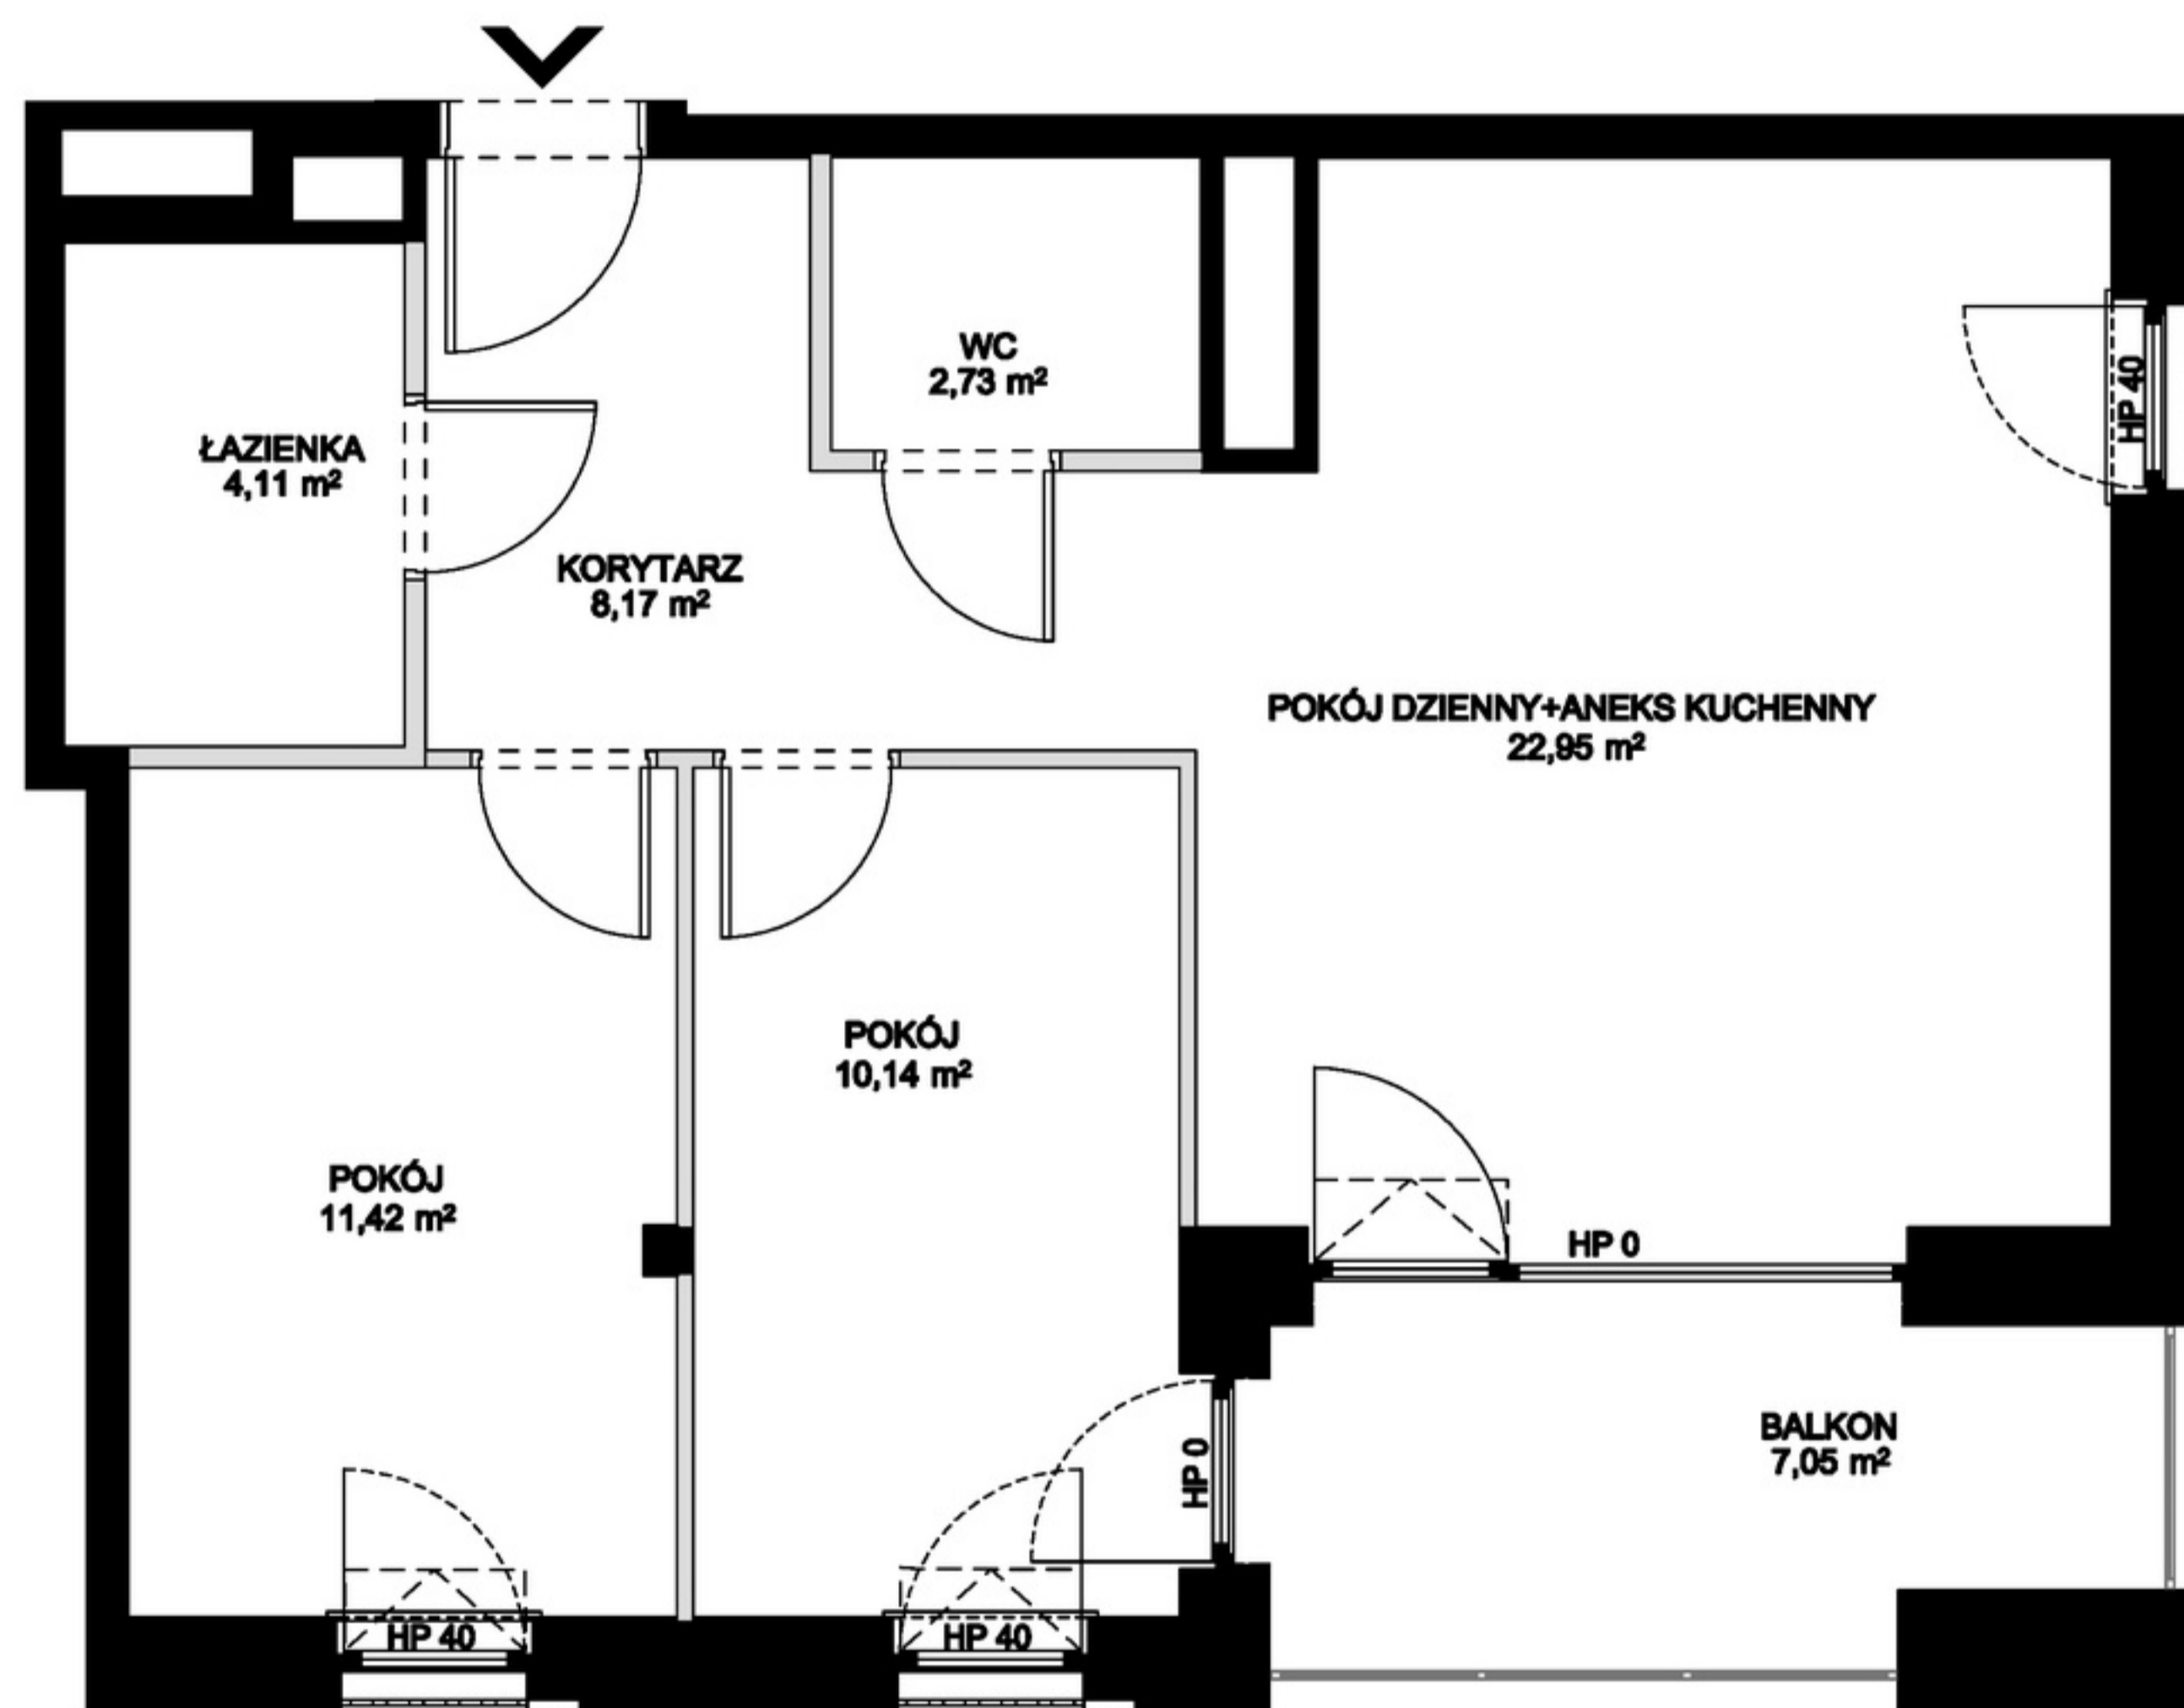 WC
2,73 m²
HP 40
ŁAZIENKA
4,11 m²
KORYTARZ
8,17 m²
POKÓJ DZIENNY+ANEKS KUCHENNY
22,95 m²
POKÓJ
10,14 m²
POKÓJ
11,42 m²
HP 0
BALKON
7,05 m²
HP 0
HP 40
HP 40